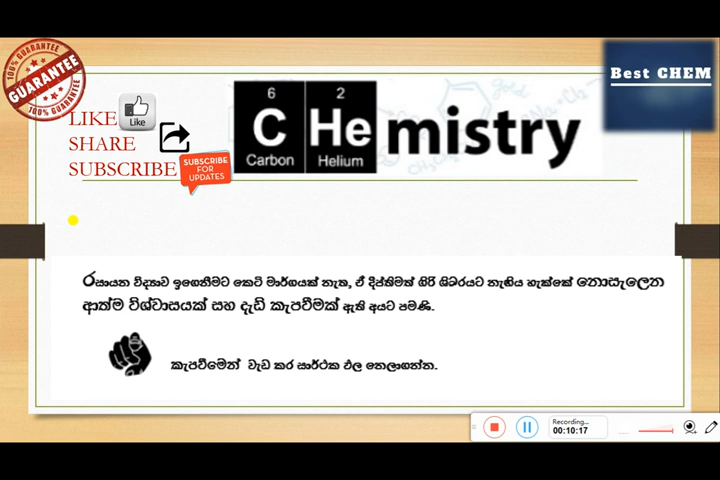 100% GUARANTEE
GUARANTEE
100% GUARANTEE
Best CHEM
LIKE
Like
SHARE
SUBSCRIBE
SUBSCRIBE
FOR
UPDATES
6 2
C He mistry
Carbon Helium
රසායන විද්‍යාව ඉගෙනීමට කෙටි මාර්ගයක් නැත, ඒ දීප්තිමත් ගිරි ශිඛරයට නැඟිය හැක්කේ නොසැලෙන
ආත්ම විශ්වාසයක් සහ දැඩි කැපවීමක් ඇති අයට පමණි.
කැපවීමෙන් වැඩ කර සාර්ථක ඵල නෙලාගන්න.
Recording...
00:10:17